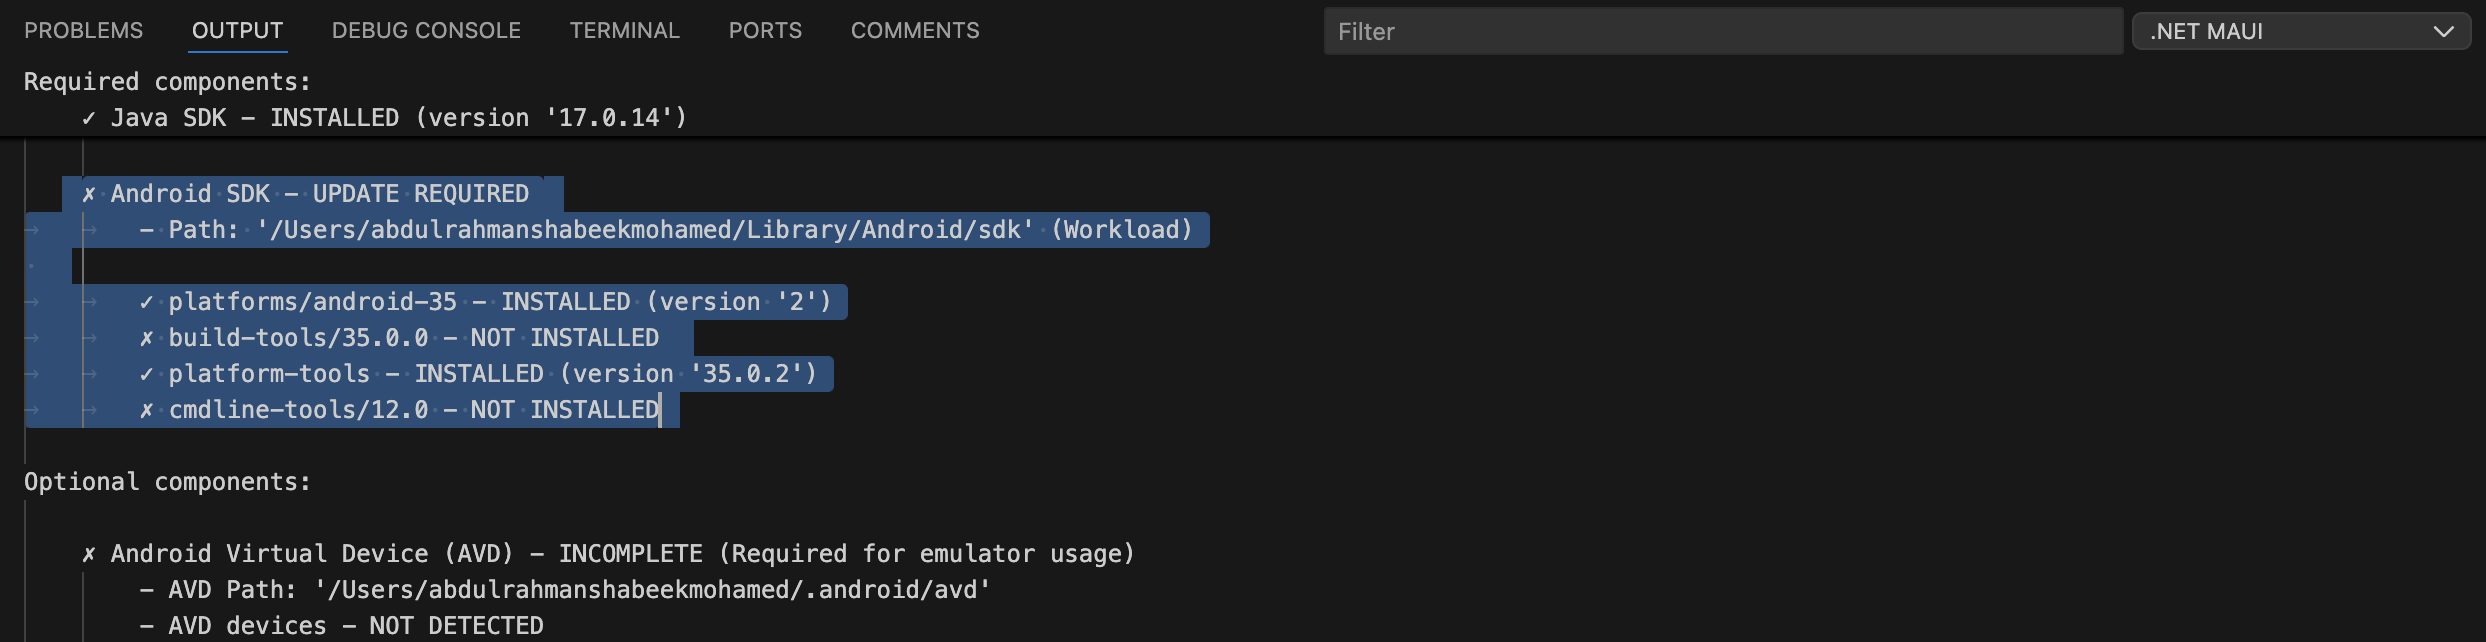 PROBLEMS OUTPUT DEBUG CONSOLE TERMINAL PORTS COMMENTS Filter .NET MAUI
Required components:
✓ Java SDK – INSTALLED (version '17.0.14')
✗ Android SDK – UPDATE REQUIRED
– Path: '/Users/abdulrahmanshabeekmohamed/Library/Android/sdk' (Workload)
✓ platforms/android-35 – INSTALLED (version '2')
✗ build-tools/35.0.0 – NOT INSTALLED
✓ platform-tools – INSTALLED (version '35.0.2')
✗ cmdline-tools/12.0 – NOT INSTALLED
Optional components:
✗ Android Virtual Device (AVD) – INCOMPLETE (Required for emulator usage)
– AVD Path: '/Users/abdulrahmanshabeekmohamed/.android/avd'
– AVD devices – NOT DETECTED